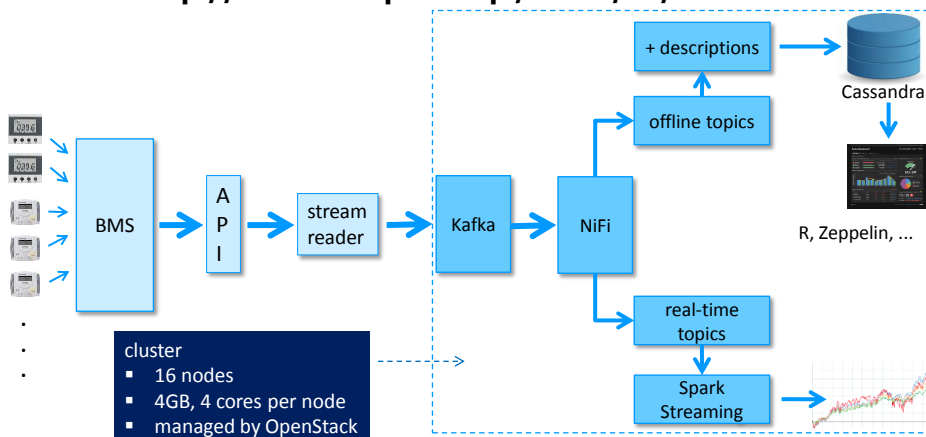 + descriptions
Cassandra
offline topics
A
P
I
BMS
stream
reader
Kafka
NiFi
R, Zeppelin, ...
real-time
topics
cluster
▪ 16 nodes
▪ 4GB, 4 cores per node
▪ managed by OpenStack
Spark
Streaming
.
.
.